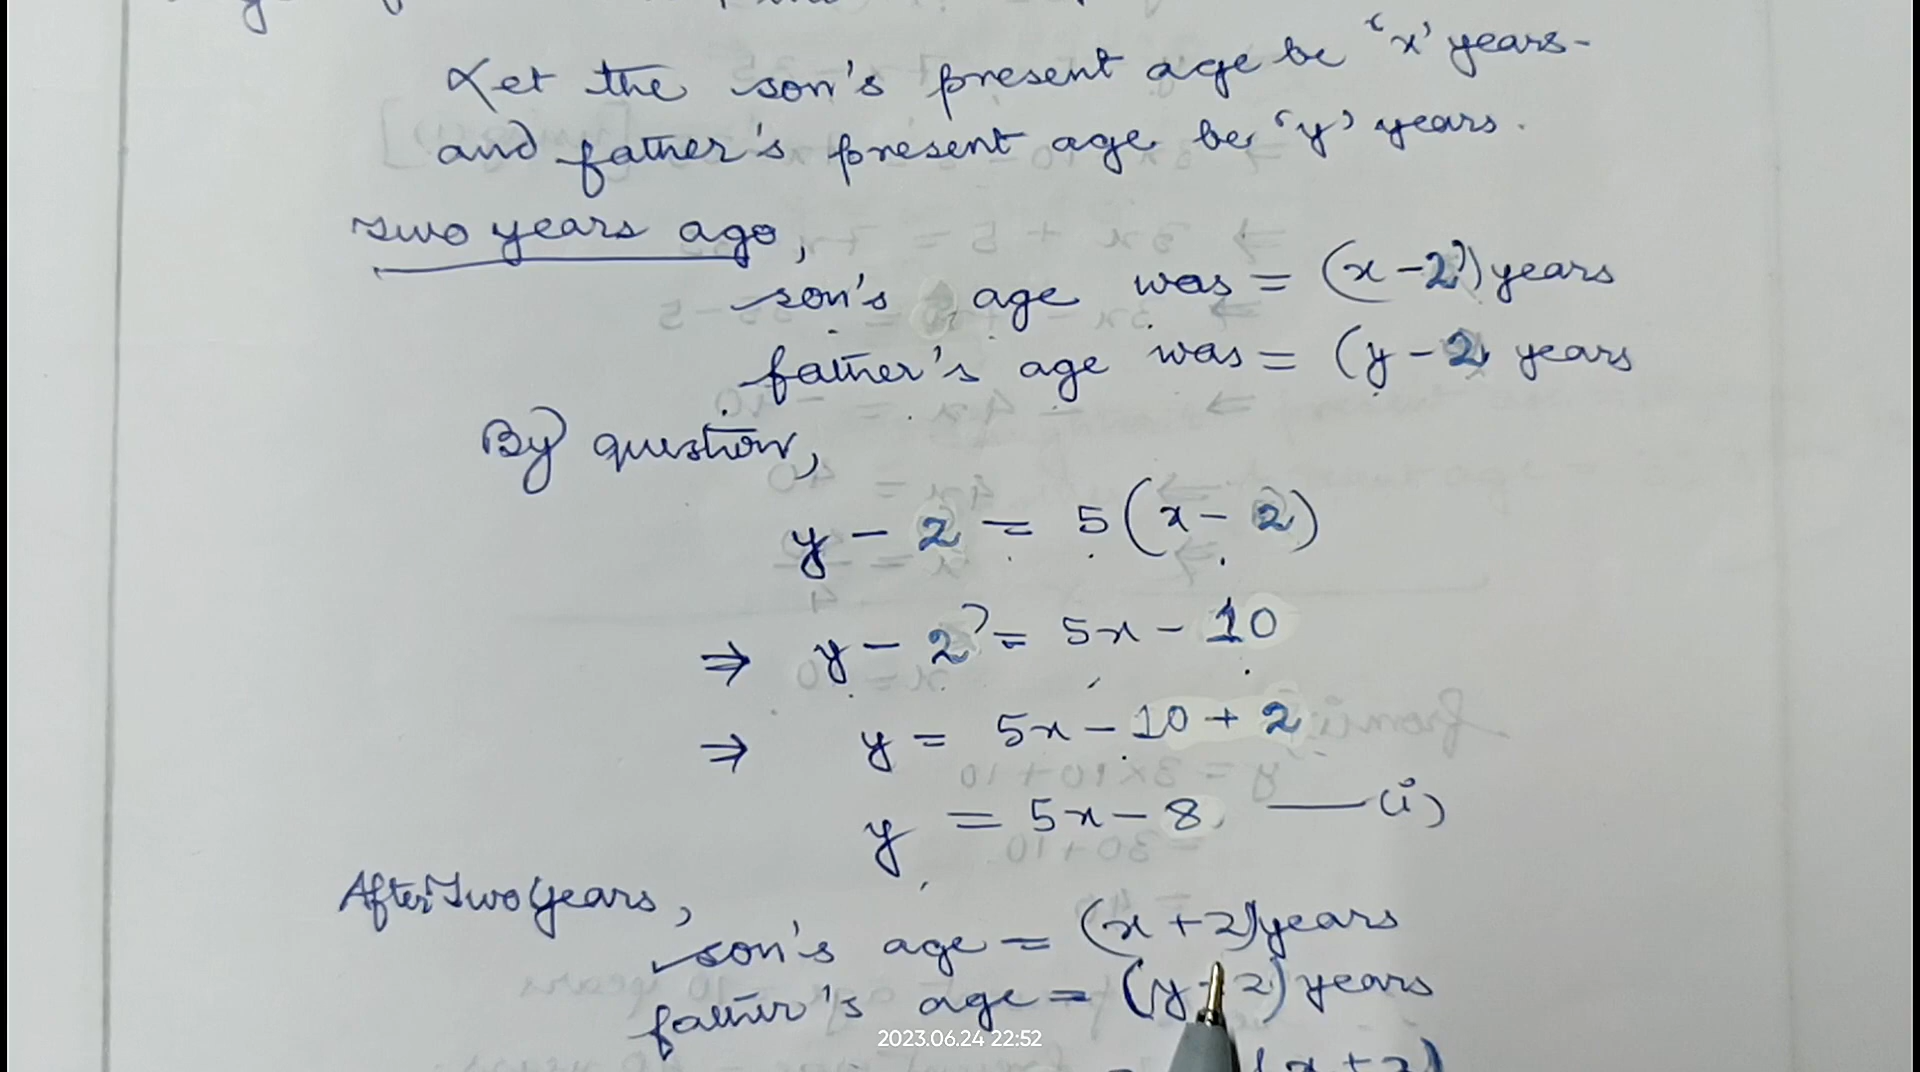 Let the son's present age be 'x' years-
and father's present age be 'y' years.
Two years ago,
son's age was = (x-2) years
father's age was = (y-2 years
By question,
y - 2 = 5(x - 2)
⇒ y - 2 = 5x - 10
⇒ y = 5x - 10 + 2
y = 5x - 8 —(i)
After Two years,
son's age = (x+2) years
father's age = (y+2) years
(x+2)
2023.06.24 22:52